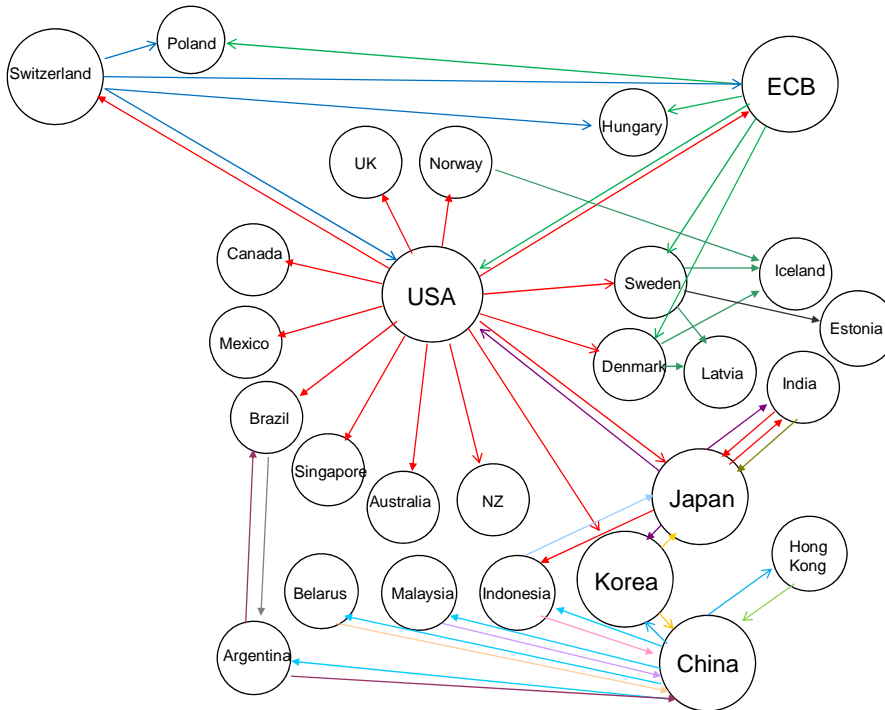 Poland
Switzerland
ECB
Hungary
UK
Norway
Canada
USA
Sweden
Iceland
Estonia
Mexico
Denmark
Latvia
India
Brazil
Singapore
Australia
NZ
Japan
Hong
Kong
Korea
Belarus
Malaysia
Indonesia
Argentina
China